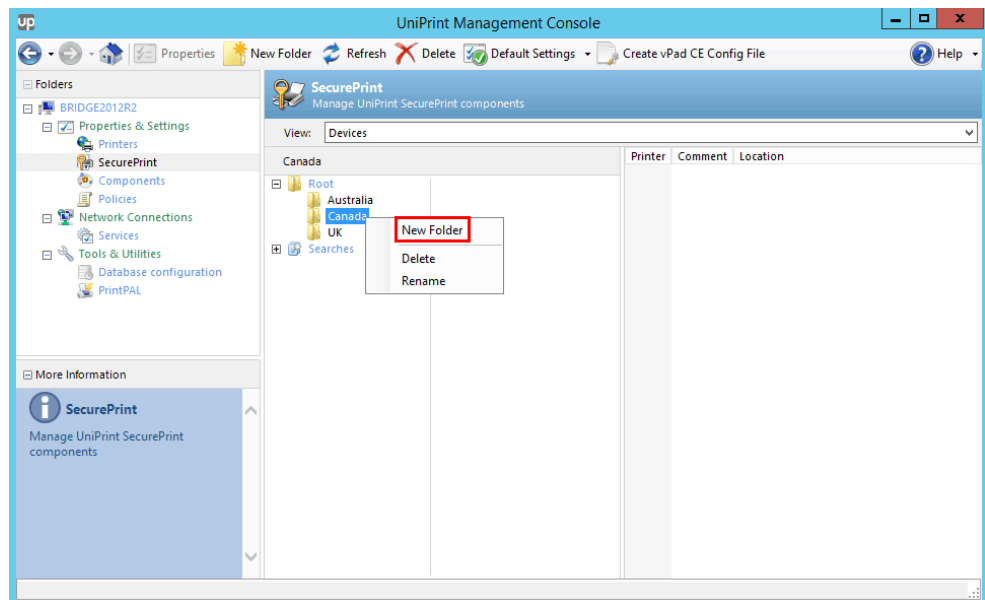 up UniPrint Management Console x
Properties New Folder Refresh Delete Default Settings Create vPad CE Config File Help
Folders
BRIDGE2012R2
Properties & Settings
Printers
SecurePrint
Components
Policies
Network Connections
Services
Tools & Utilities
Database configuration
PrintPAL
More Information
SecurePrint
Manage UniPrint SecurePrint
components
SecurePrint
Manage UniPrint SecurePrint components
View: Devices
Canada
Root
Australia
Canada
UK
Searches
New Folder
Delete
Rename
Printer Comment Location